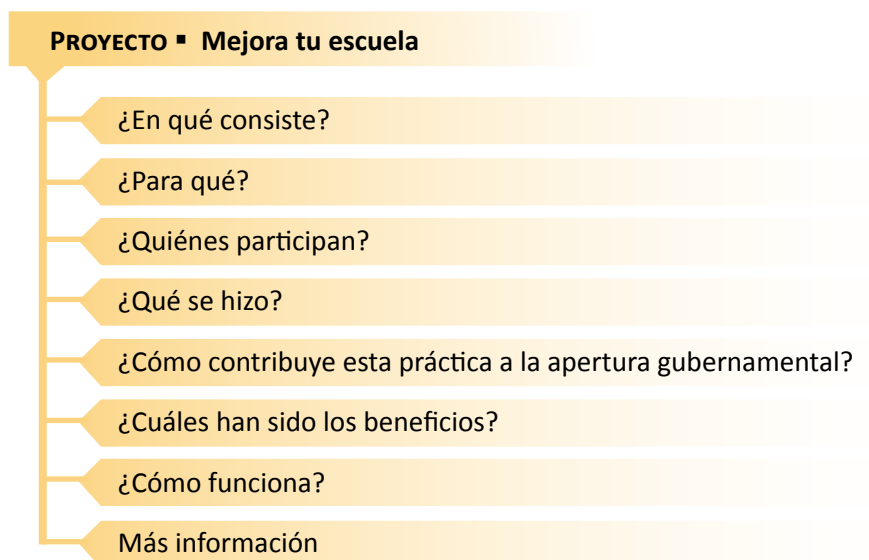 PROYECTO ▪ Mejora tu escuela
¿En qué consiste?
¿Para qué?
¿Quiénes participan?
¿Qué se hizo?
¿Cómo contribuye esta práctica a la apertura gubernamental?
¿Cuáles han sido los beneficios?
¿Cómo funciona?
Más información